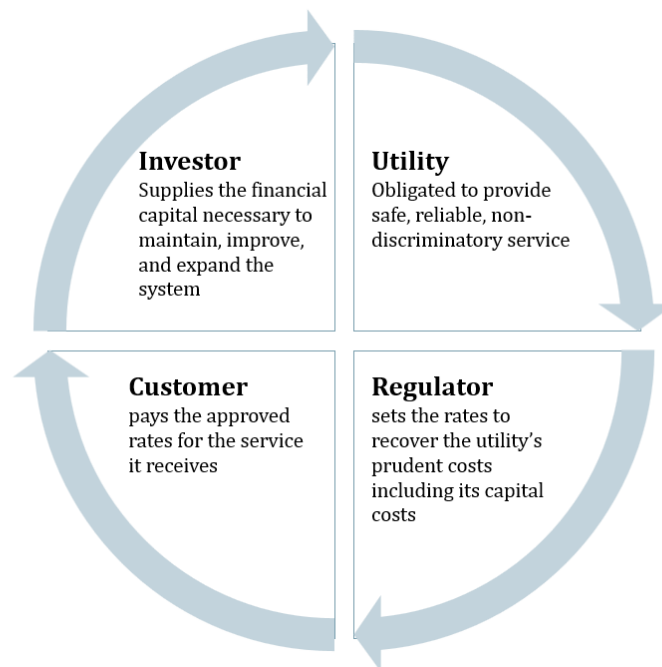 Investor
Supplies the financial
capital necessary to
maintain, improve,
and expand the
system
Utility
Obligated to provide
safe, reliable, non-
discriminatory service
Customer
pays the approved
rates for the service
it receives
Regulator
sets the rates to
recover the utility’s
prudent costs
including its capital
costs